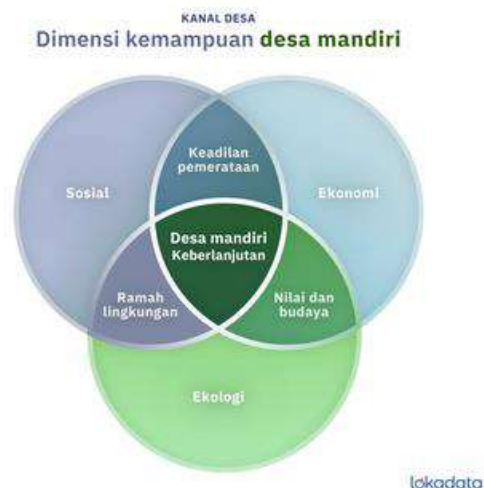 KANAL DESA
Dimensi kemampuan desa mandiri
Keadilan
pemerataan
Sosial
Ekonomi
Desa mandiri
Keberlanjutan
Ramah
lingkungan
Nilai dan
budaya
Ekologi
lokadata